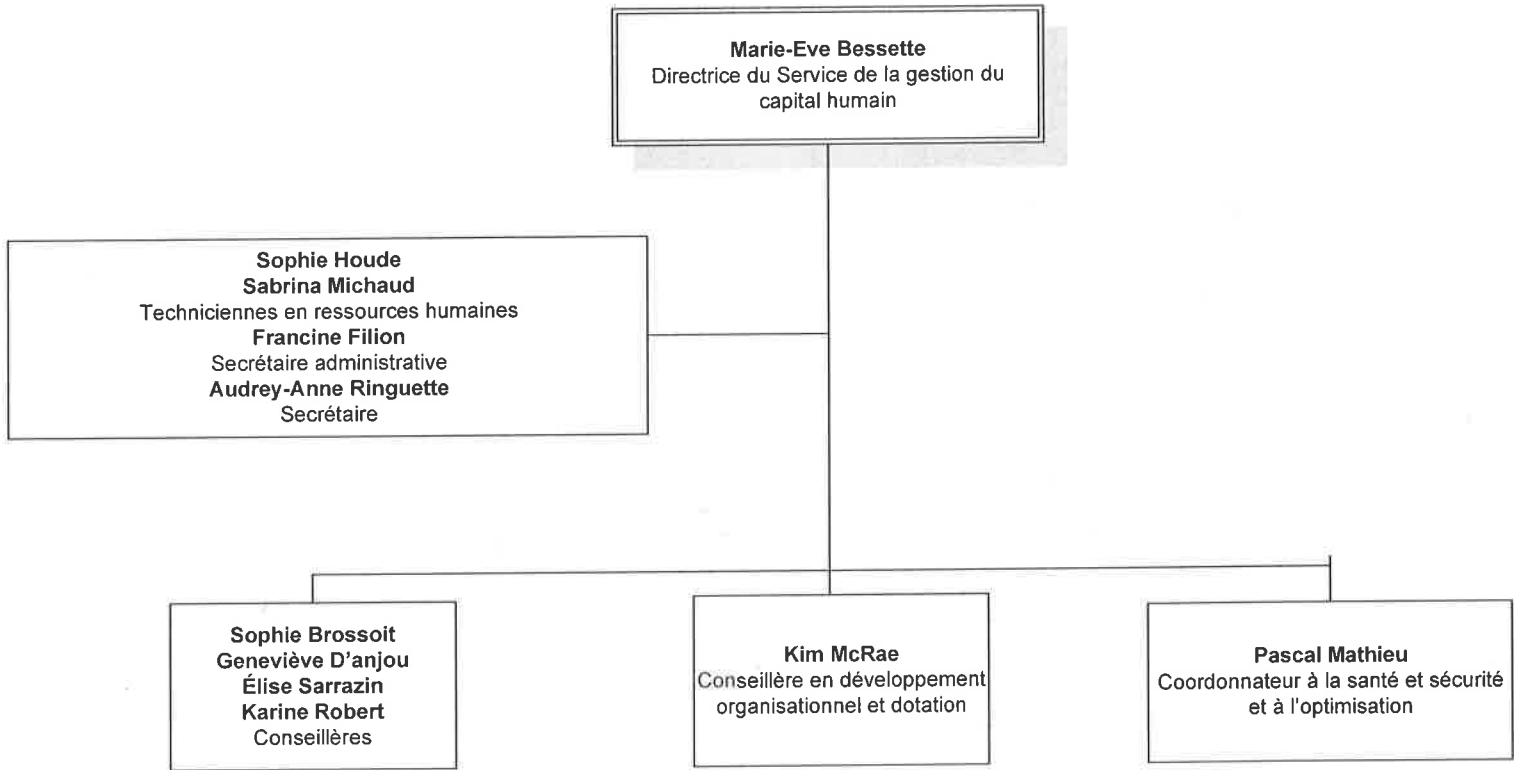 Marie-Eve Bessette
Directrice du Service de la gestion du
capital humain
Sophie Houde
Sabrina Michaud
Techniciennes en ressources humaines
Francine Filion
Secrétaire administrative
Audrey-Anne Ringuette
Secrétaire
Sophie Brossoit
Geneviève D'anjou
Élise Sarrazin
Karine Robert
Conseillères
Kim McRae
Conseillère en développement
organisationnel et dotation
Pascal Mathieu
Coordonnateur à la santé et sécurité
et à l'optimisation